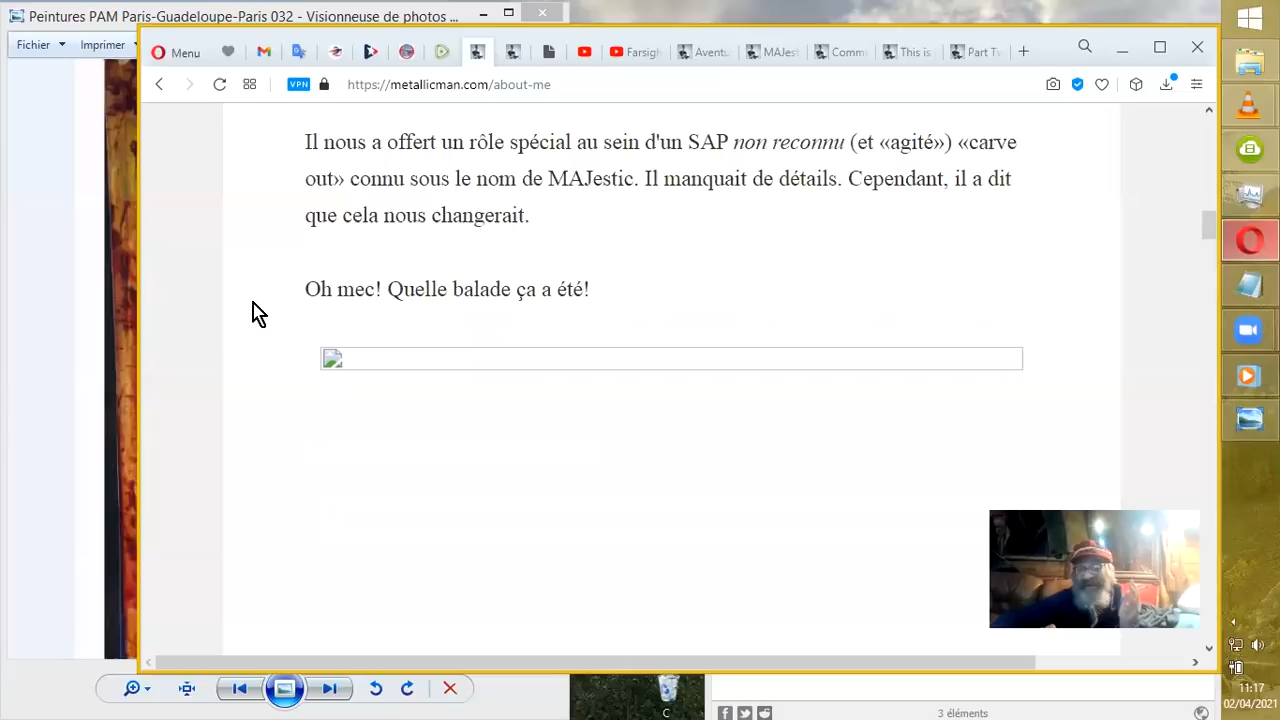 Peintures PAM Paris-Guadeloupe-Paris 032 - Visionneuse de photos ...
Fichier Imprimer
Menu
Farsigh
Aventu
MAJest
Comm
This is
Part Tv
VPN https://metallicman.com/about-me
Il nous a offert un rôle spécial au sein d'un SAP non reconnu (et «agité») «carve
out» connu sous le nom de MAJestic. Il manquait de détails. Cependant, il a dit
que cela nous changerait.
Oh mec! Quelle balade ça a été!
C
3 éléments
11:17
02/04/2021